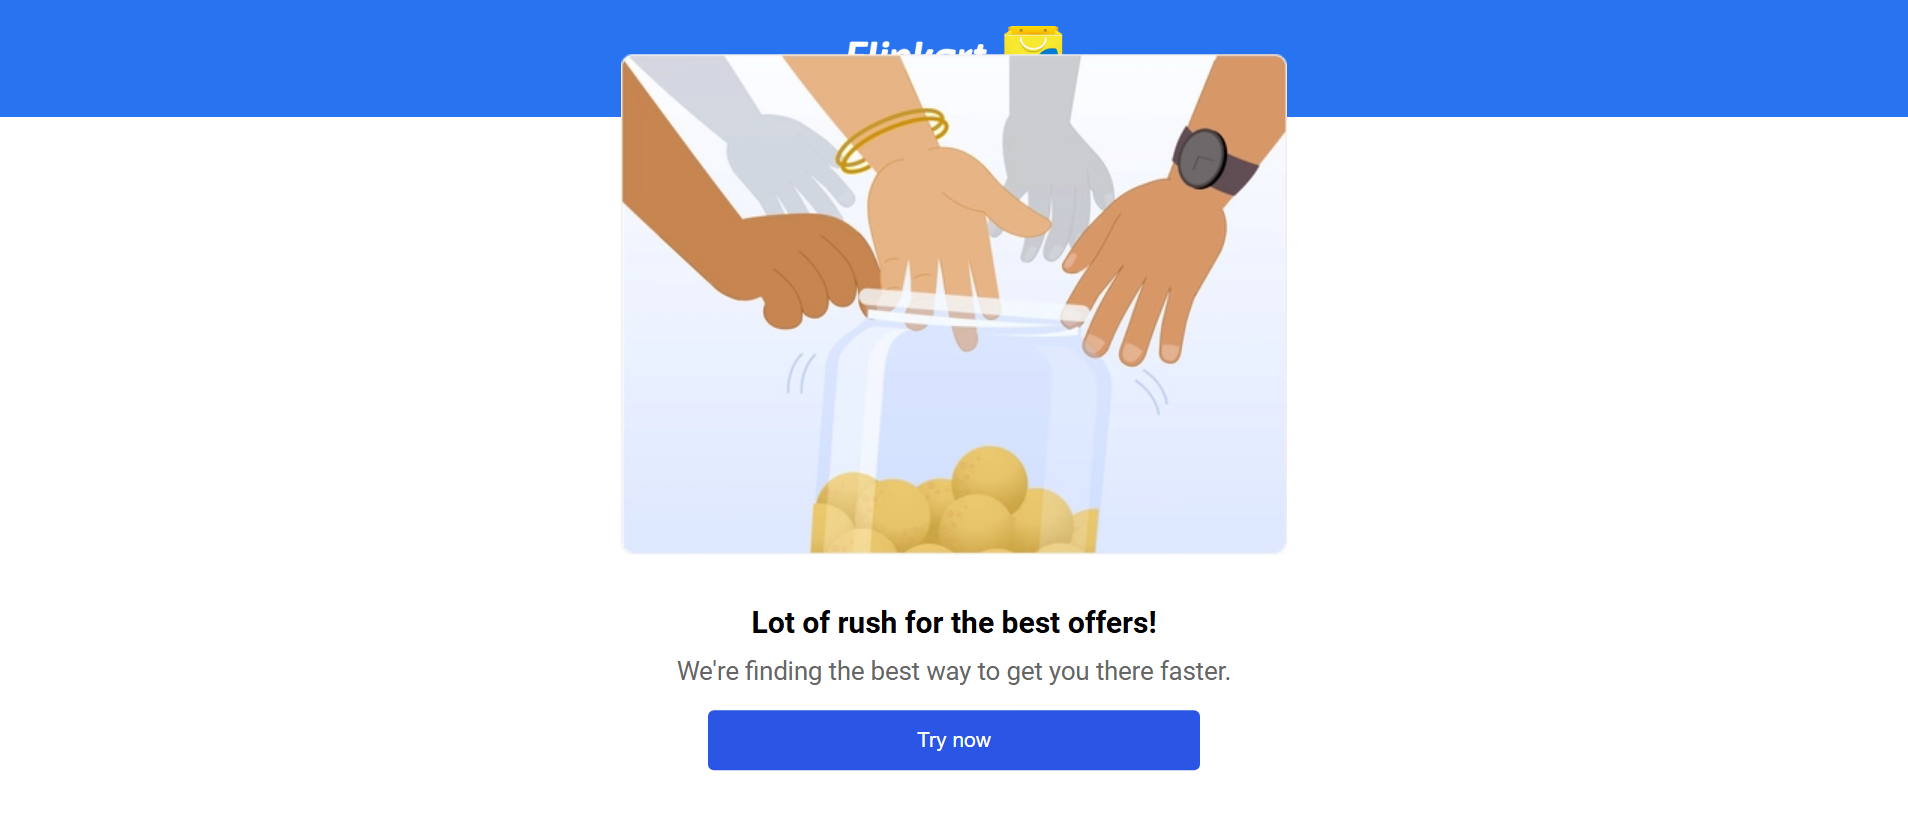 Flipkart
Lot of rush for the best offers!
We're finding the best way to get you there faster.
Try now